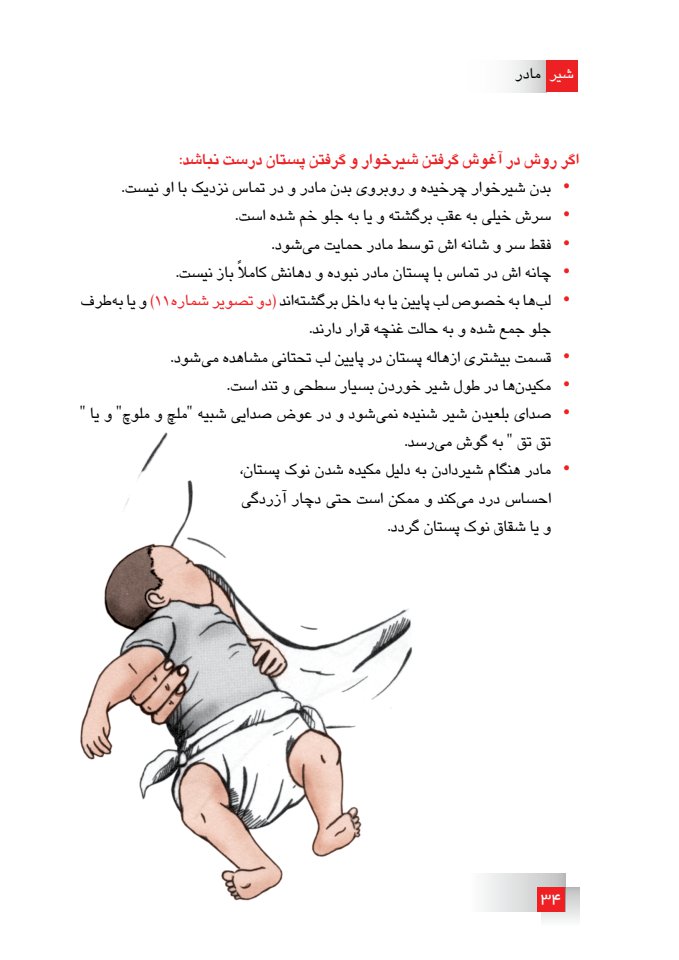 شیر مادر
اگر روش در آغوش گرفتن شیرخوار و گرفتن پستان درست نباشد:
• بدن شیرخوار چرخیده و روبروی بدن مادر و در تماس نزدیک با او نیست.
• سرش خیلی به عقب برگشته و یا به جلو خم شده است.
• فقط سر و شانه اش توسط مادر حمایت می‌شود.
• چانه اش در تماس با پستان مادر نبوده و دهانش کاملاً باز نیست.
• لب‌ها به خصوص لب پایین یا به داخل برگشته‌اند (دو تصویر شماره۱۱) و یا به‌طرف
جلو جمع شده و به حالت غنچه قرار دارند.
• قسمت بیشتری ازهاله پستان در پایین لب تحتانی مشاهده می‌شود.
• مکیدن‌ها در طول شیر خوردن بسیار سطحی و تند است.
• صدای بلعیدن شیر شنیده نمی‌شود و در عوض صدایی شبیه "ملچ و ملوچ" و یا "
تق تق " به گوش می‌رسد.
• مادر هنگام شیردادن به دلیل مکیده شدن نوک پستان،
احساس درد می‌کند و ممکن است حتی دچار آزردگی
و یا شقاق نوک پستان گردد.
۳۴